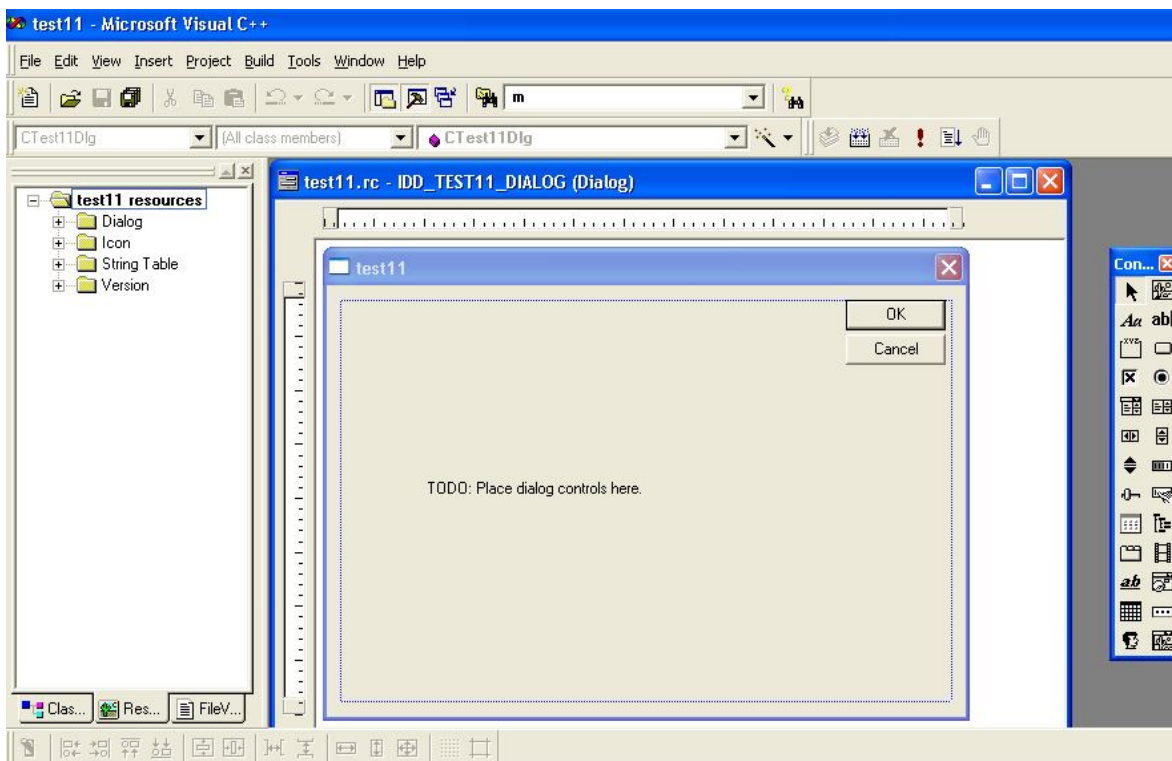 test11 - Microsoft Visual C++
File Edit View Insert Project Build Tools Window Help
m
CTest11Dlg (All class members) CTest11Dlg
test11 resources
Dialog
Icon
String Table
Version
test11.rc - IDD_TEST11_DIALOG (Dialog)
test11
OK
Cancel
TODO: Place dialog controls here.
Con...
Aa ab|
XYZ
ab
Clas... Res... FileV...